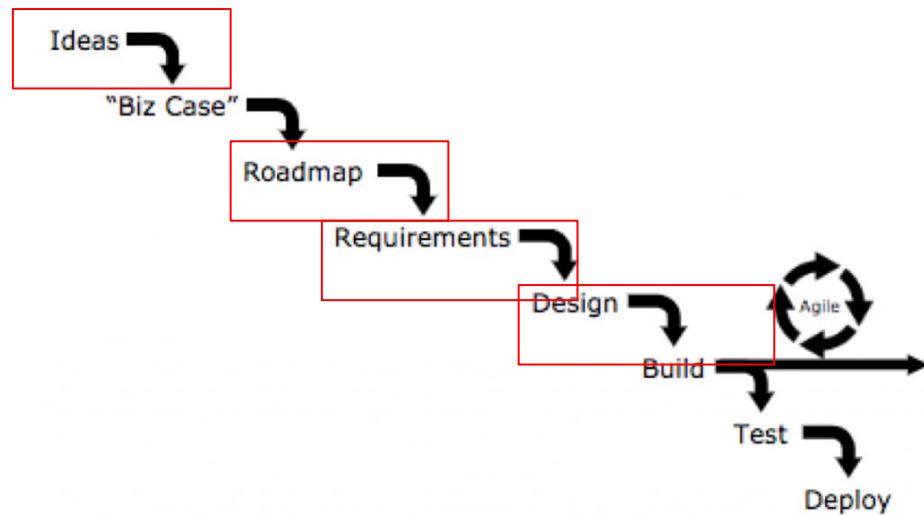 Ideas
“Biz Case”
Roadmap
Requirements
Design
Agile
Build
Test
Deploy